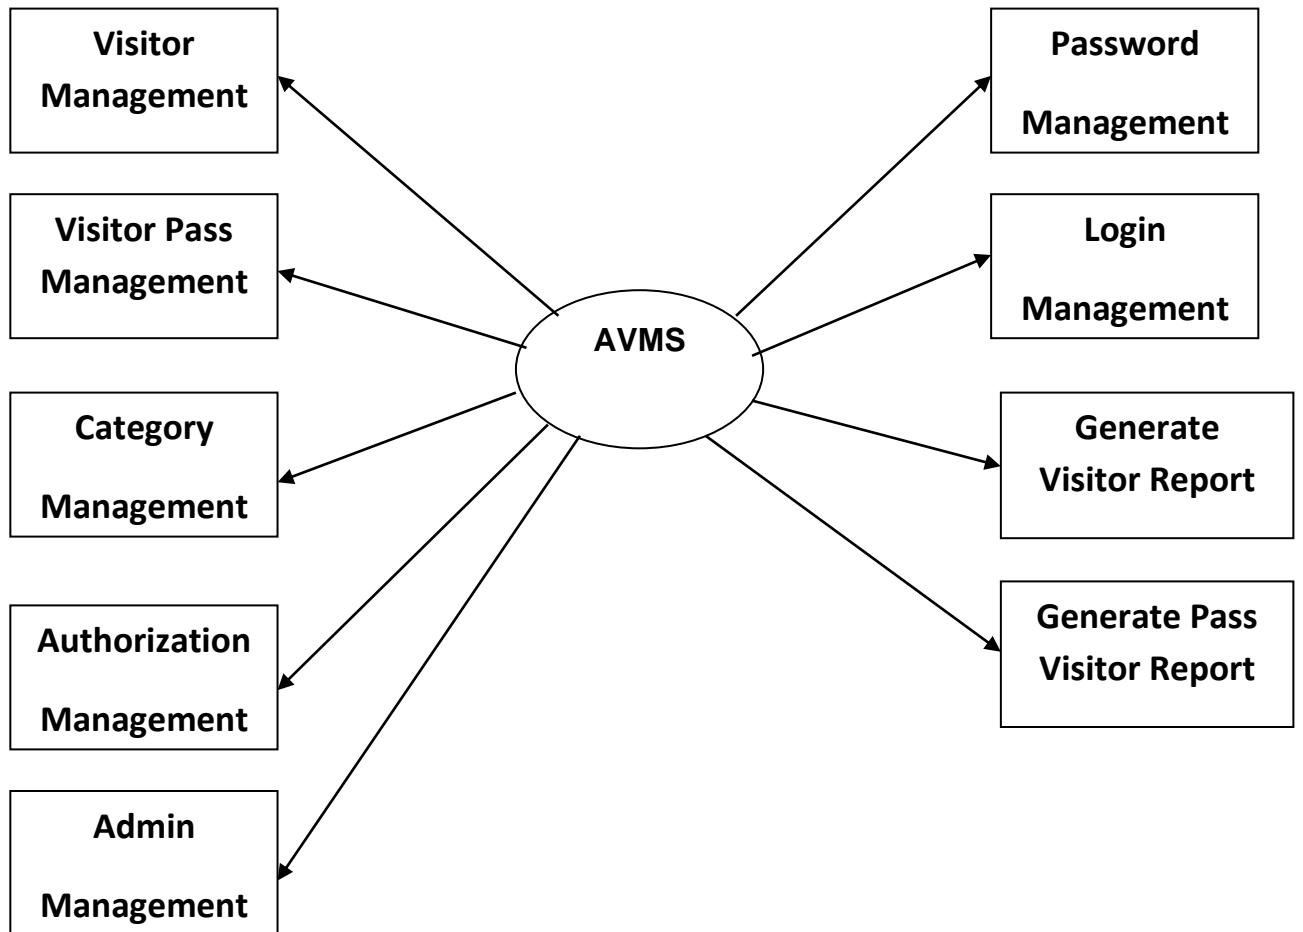 Visitor
Management
Password
Management
Visitor Pass
Management
Login
Management
AVMS
Category
Management
Generate
Visitor Report
Authorization
Management
Generate Pass
Visitor Report
Admin
Management